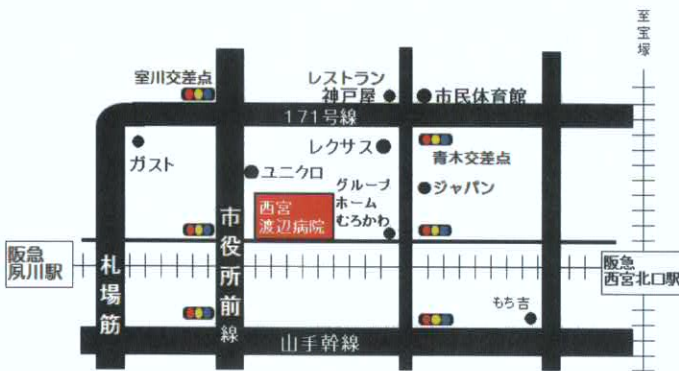 至宝塚
室川交差点
レストラン
神戸屋
市民体育館
171号線
ガスト
レクサス
青木交差点
ユニクロ
ジャパン
グループ
ホーム
むろかわ
西宮
渡辺病院
市役所前線
札場筋
阪急
夙川駅
阪急
西宮北口駅
もち吉
山手幹線